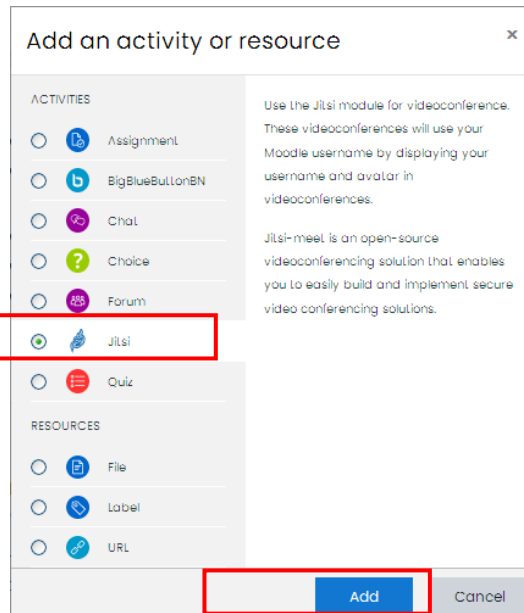 Add an activity or resource
×
ACTIVITIES
Assignment
BigBlueButtonBN
Chat
Choice
Forum
Jitsi
Quiz
RESOURCES
File
Label
URL
Use the Jitsi module for videoconference.
These videoconferences will use your
Moodle username by displaying your
username and avatar in
videoconferences.
Jitsi-meet is an open-source
videoconferencing solution that enables
you to easily build and implement secure
video conferencing solutions.
Add
Cancel